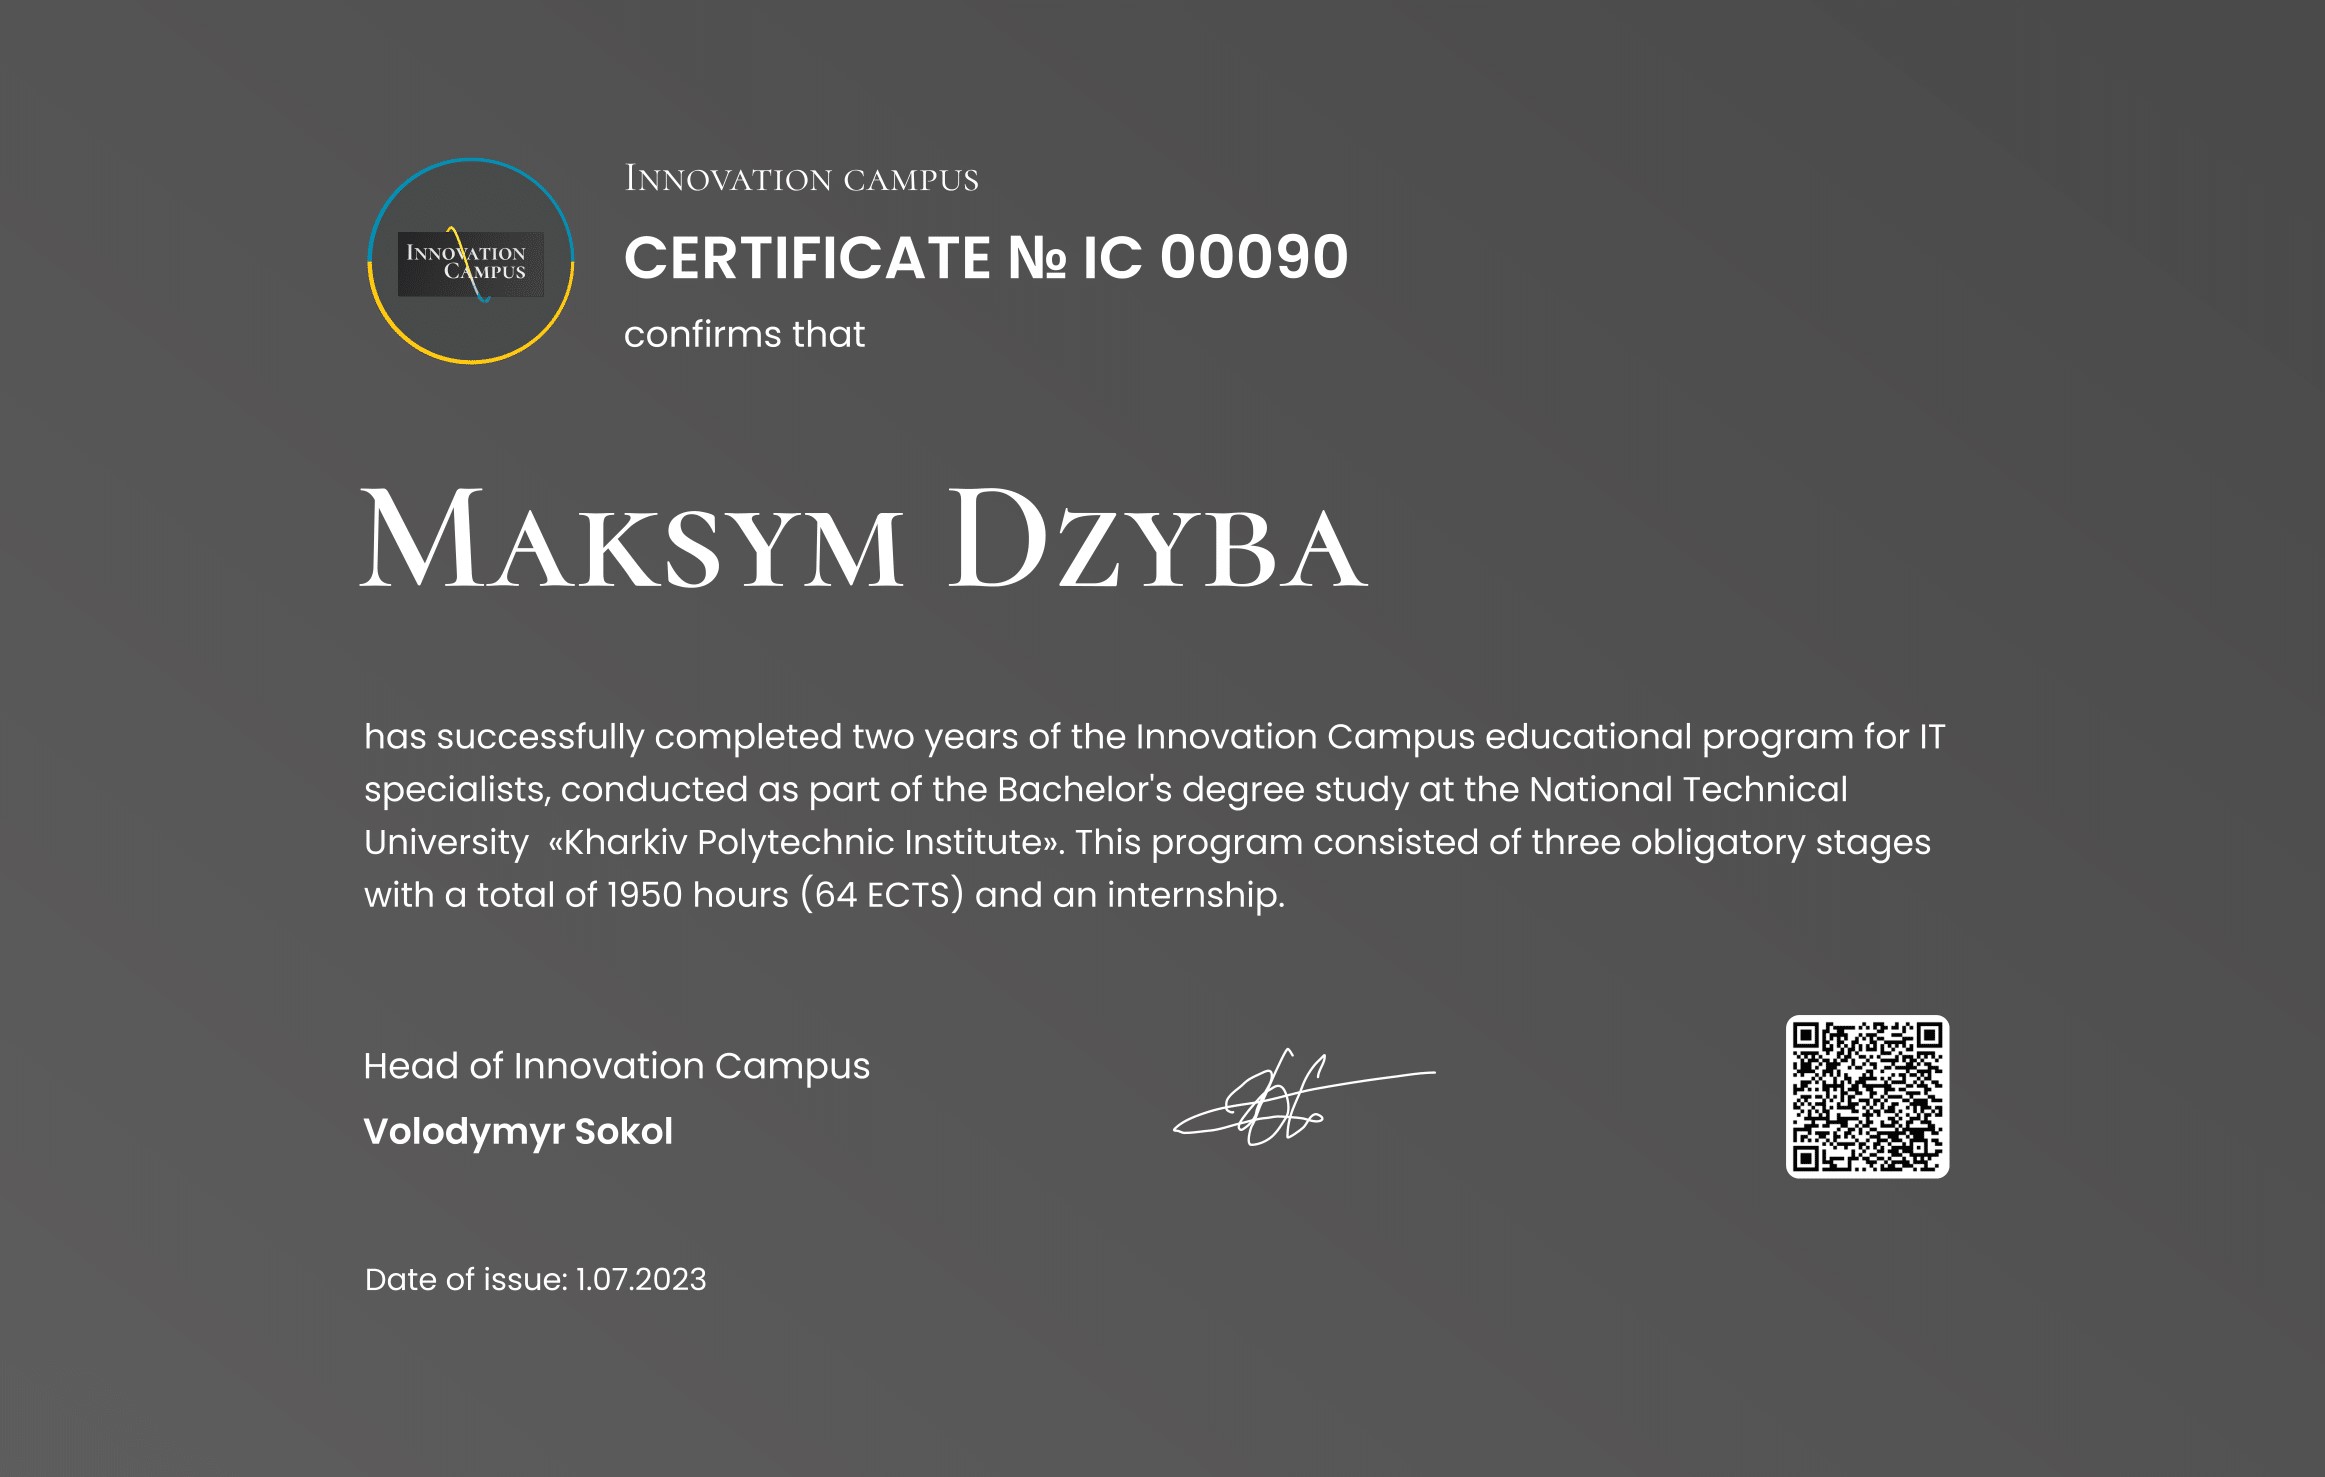 INNOVATION
CAMPUS
INNOVATION CAMPUS
CERTIFICATE № IC 00090
confirms that
MAKSYM DZYBA
has successfully completed two years of the Innovation Campus educational program for IT
specialists, conducted as part of the Bachelor's degree study at the National Technical
University «Kharkiv Polytechnic Institute». This program consisted of three obligatory stages
with a total of 1950 hours (64 ECTS) and an internship.
Head of Innovation Campus
Volodymyr Sokol
Date of issue: 1.07.2023